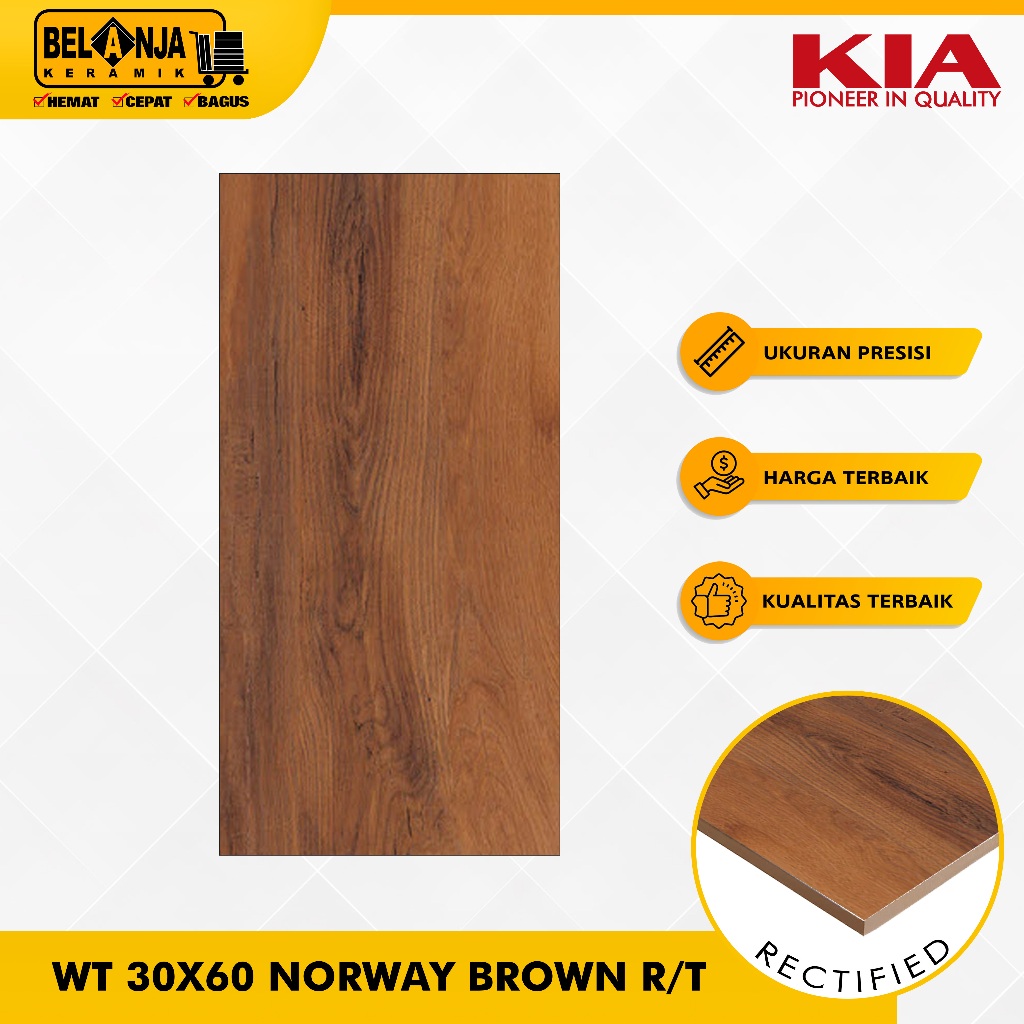 BELANJA
KERAMIK
HEMAT CEPAT BAGUS
KIA
PIONEER IN QUALITY
UKURAN PRESISI
HARGA TERBAIK
KUALITAS TERBAIK
RECTIFIED
WT 30X60 NORWAY BROWN R/T